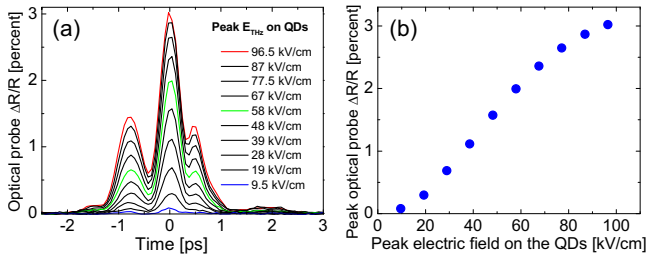 (a)
Peak E_THz on QDs
96.5 kV/cm
87 kV/cm
77.5 kV/cm
67 kV/cm
58 kV/cm
48 kV/cm
39 kV/cm
28 kV/cm
19 kV/cm
9.5 kV/cm
Optical probe ΔR/R [percent]
3
2
1
0
-2 -1 0 1 2 3
Time [ps]
(b)
Peak optical probe ΔR/R [percent]
3
2
1
0
0 20 40 60 80 100
Peak electric field on the QDs [kV/cm]